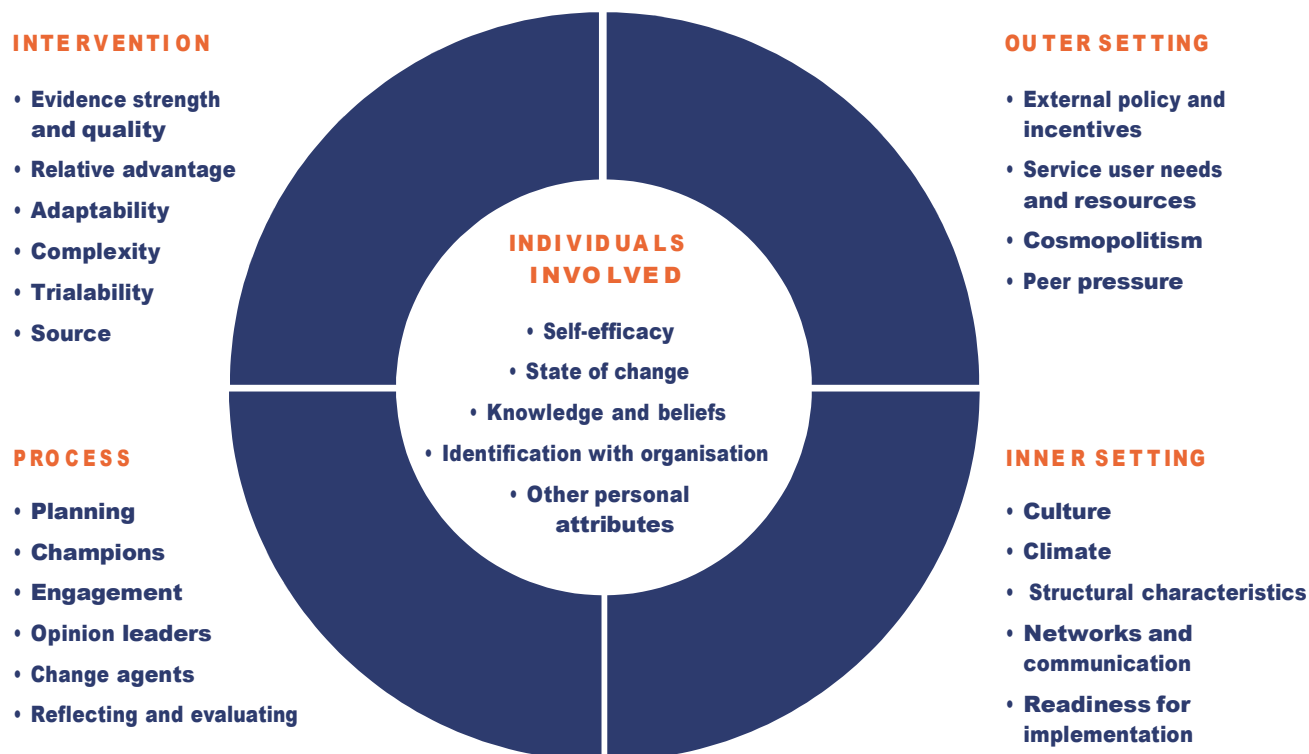 INTERVENTION
• Evidence strength
and quality
• Relative advantage
• Adaptability
• Complexity
• Trialability
• Source
OUTER SETTING
• External policy and
incentives
• Service user needs
and resources
• Cosmopolitism
• Peer pressure
INDIVIDUALS
INVOLVED
• Self-efficacy
• State of change
• Knowledge and beliefs
• Identification with organisation
• Other personal
attributes
PROCESS
• Planning
• Champions
• Engagement
• Opinion leaders
• Change agents
• Reflecting and evaluating
INNER SETTING
• Culture
• Climate
• Structural characteristics
• Networks and
communication
• Readiness for
implementation